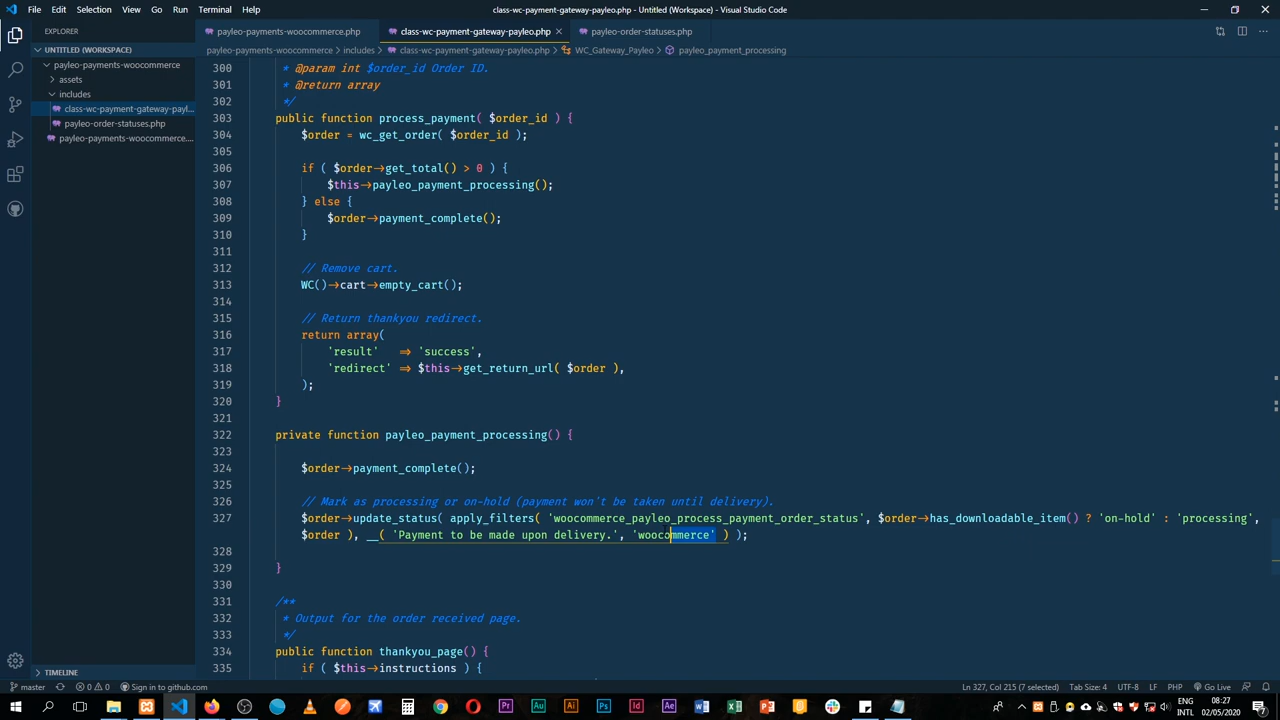 File Edit Selection View Go Run Terminal Help
class-wc-payment-gateway-payleo.php - Untitled (Workspace) - Visual Studio Code
EXPLORER
UNTITLED (WORKSPACE)
payleo-payments-woocommerce
assets
includes
class-wc-payment-gateway-payl...
payleo-order-statuses.php
payleo-payments-woocommerce....
TIMELINE
payleo-payments-woocommerce.php class-wc-payment-gateway-payleo.php payleo-order-statuses.php
payleo-payments-woocommerce > includes > class-wc-payment-gateway-payleo.php > WC_Gateway_Payleo > payleo_payment_processing
300 * @param int $order_id Order ID.
301 * @return array
302 */
303 public function process_payment( $order_id ) {
304 $order = wc_get_order( $order_id );
305
306 if ( $order->get_total() > 0 ) {
307 $this->payleo_payment_processing();
308 } else {
309 $order->payment_complete();
310 }
311
312 // Remove cart.
313 WC()->cart->empty_cart();
314
315 // Return thankyou redirect.
316 return array(
317 'result' => 'success',
318 'redirect' => $this->get_return_url( $order ),
319 );
320 }
321
322 private function payleo_payment_processing() {
323
324 $order->payment_complete();
325
326 // Mark as processing or on-hold (payment won't be taken until delivery).
327 $order->update_status( apply_filters( 'woocommerce_payleo_process_payment_order_status', $order->has_downloadable_item() ? 'on-hold' : 'processing',
$order ), __( 'Payment to be made upon delivery.', 'woocommerce' ) );
328
329 }
330
331 /**
332 * Output for the order received page.
333 */
334 public function thankyou_page() {
335 if ( $this->instructions ) {
master 0 0 Sign in to github.com Ln 327, Col 215 (7 selected) Tab Size: 4 UTF-8 LF PHP Go Live
ENG
INTL
08:27
02/05/2020